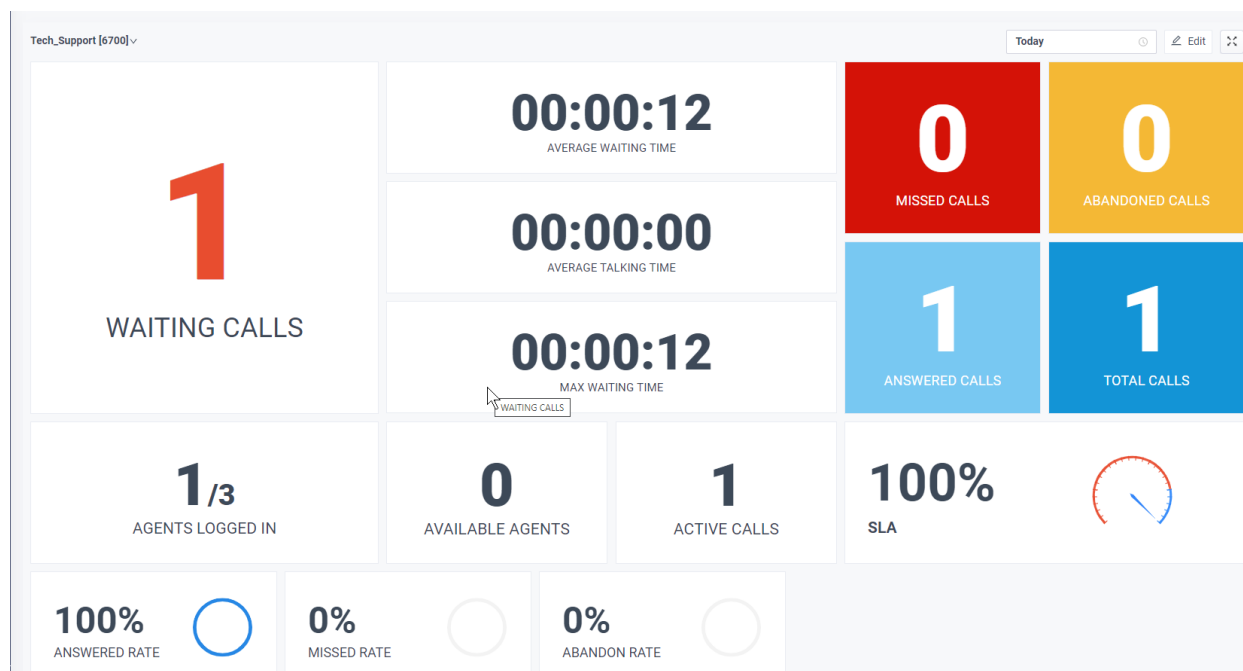 Tech_Support [6700]
Today
Edit
1
WAITING CALLS
00:00:12
AVERAGE WAITING TIME
00:00:00
AVERAGE TALKING TIME
00:00:12
MAX WAITING TIME
WAITING CALLS
0
MISSED CALLS
0
ABANDONED CALLS
1
ANSWERED CALLS
1
TOTAL CALLS
1/3
AGENTS LOGGED IN
0
AVAILABLE AGENTS
1
ACTIVE CALLS
100%
SLA
100%
ANSWERED RATE
0%
MISSED RATE
0%
ABANDON RATE